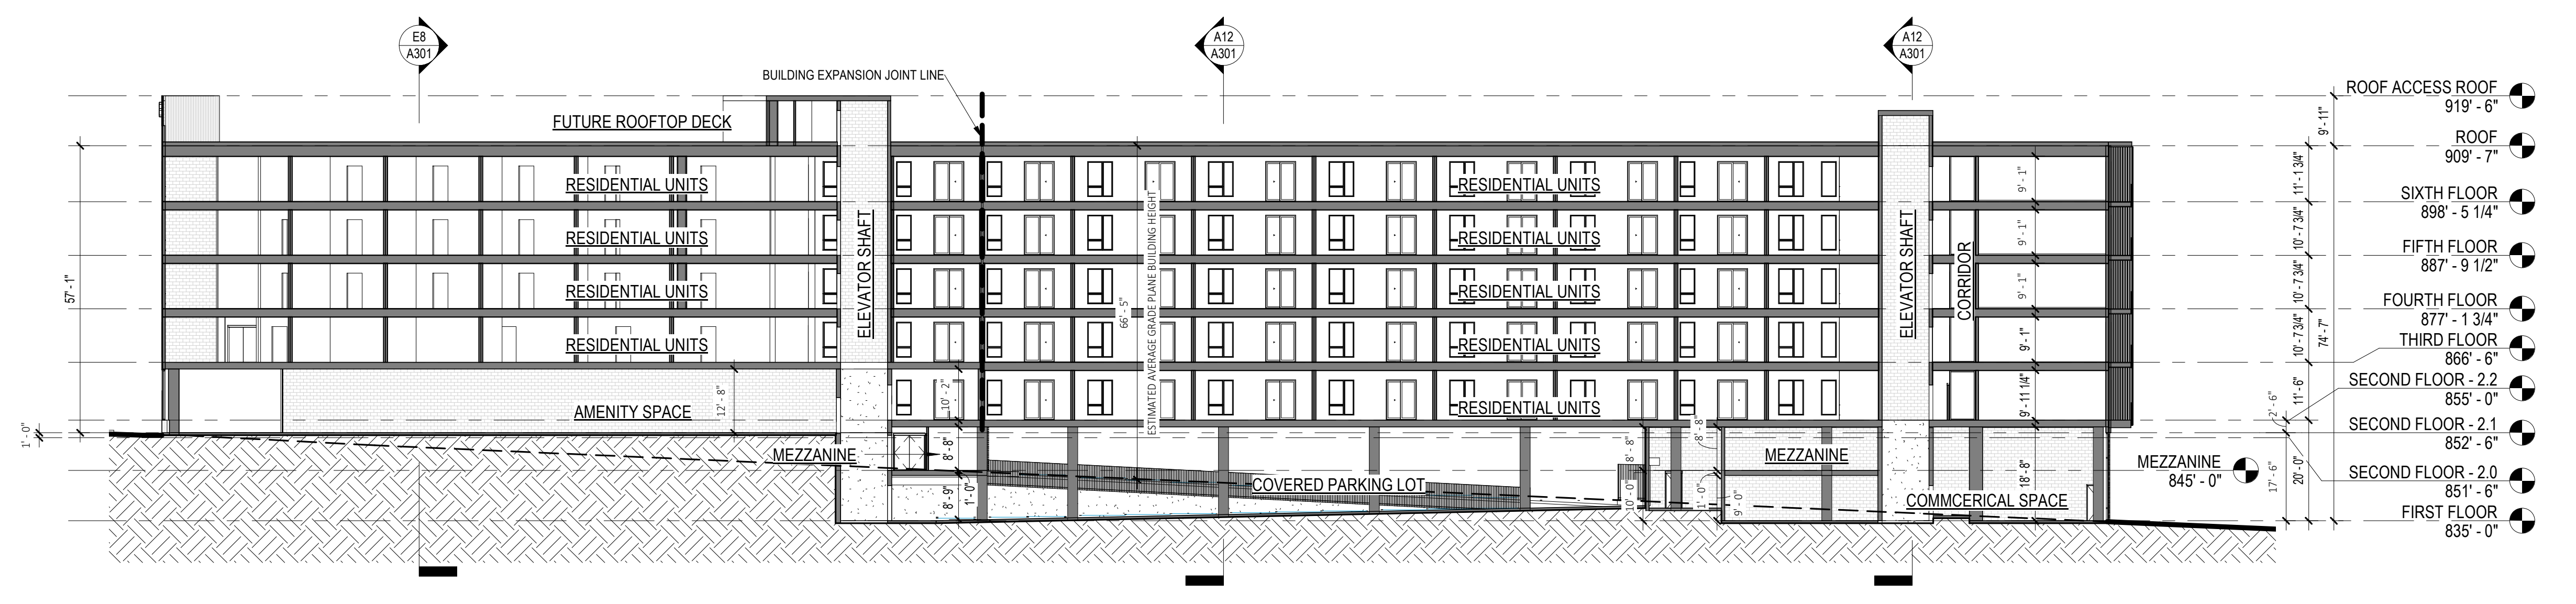 E8
A301
A12
A301
A12
A301
BUILDING EXPANSION JOINT LINE
FUTURE ROOFTOP DECK
ROOF ACCESS ROOF
919' - 6"
9' - 11"
ROOF
909' - 7"
RESIDENTIAL UNITS
RESIDENTIAL UNITS
9' - 1"
11' - 1 3/4"
SIXTH FLOOR
898' - 5 1/4"
RESIDENTIAL UNITS
RESIDENTIAL UNITS
9' - 1"
10' - 7 3/4"
FIFTH FLOOR
887' - 9 1/2"
ELEVATOR SHAFT
ELEVATOR SHAFT
CORRIDOR
57' - 1"
RESIDENTIAL UNITS
RESIDENTIAL UNITS
9' - 1"
10' - 7 3/4"
FOURTH FLOOR
877' - 1 3/4"
66' - 5"
ESTIMATED AVERAGE GRADE PLANE BUILDING HEIGHT
74' - 7"
RESIDENTIAL UNITS
RESIDENTIAL UNITS
9' - 1"
10' - 7 3/4"
THIRD FLOOR
866' - 6"
SECOND FLOOR - 2.2
855' - 0"
AMENITY SPACE
12' - 8"
10' - 2"
RESIDENTIAL UNITS
9' - 11 1/4"
11' - 6"
2' - 6"
SECOND FLOOR - 2.1
852' - 6"
1' - 0"
MEZZANINE
8' - 8"
8' - 8"
8' - 8"
MEZZANINE
MEZZANINE
845' - 0"
SECOND FLOOR - 2.0
851' - 6"
COVERED PARKING LOT
8' - 9"
1' - 0"
10' - 0"
1' - 0"
9' - 0"
18' - 8"
COMMCERICAL SPACE
17' - 6"
20' - 0"
FIRST FLOOR
835' - 0"